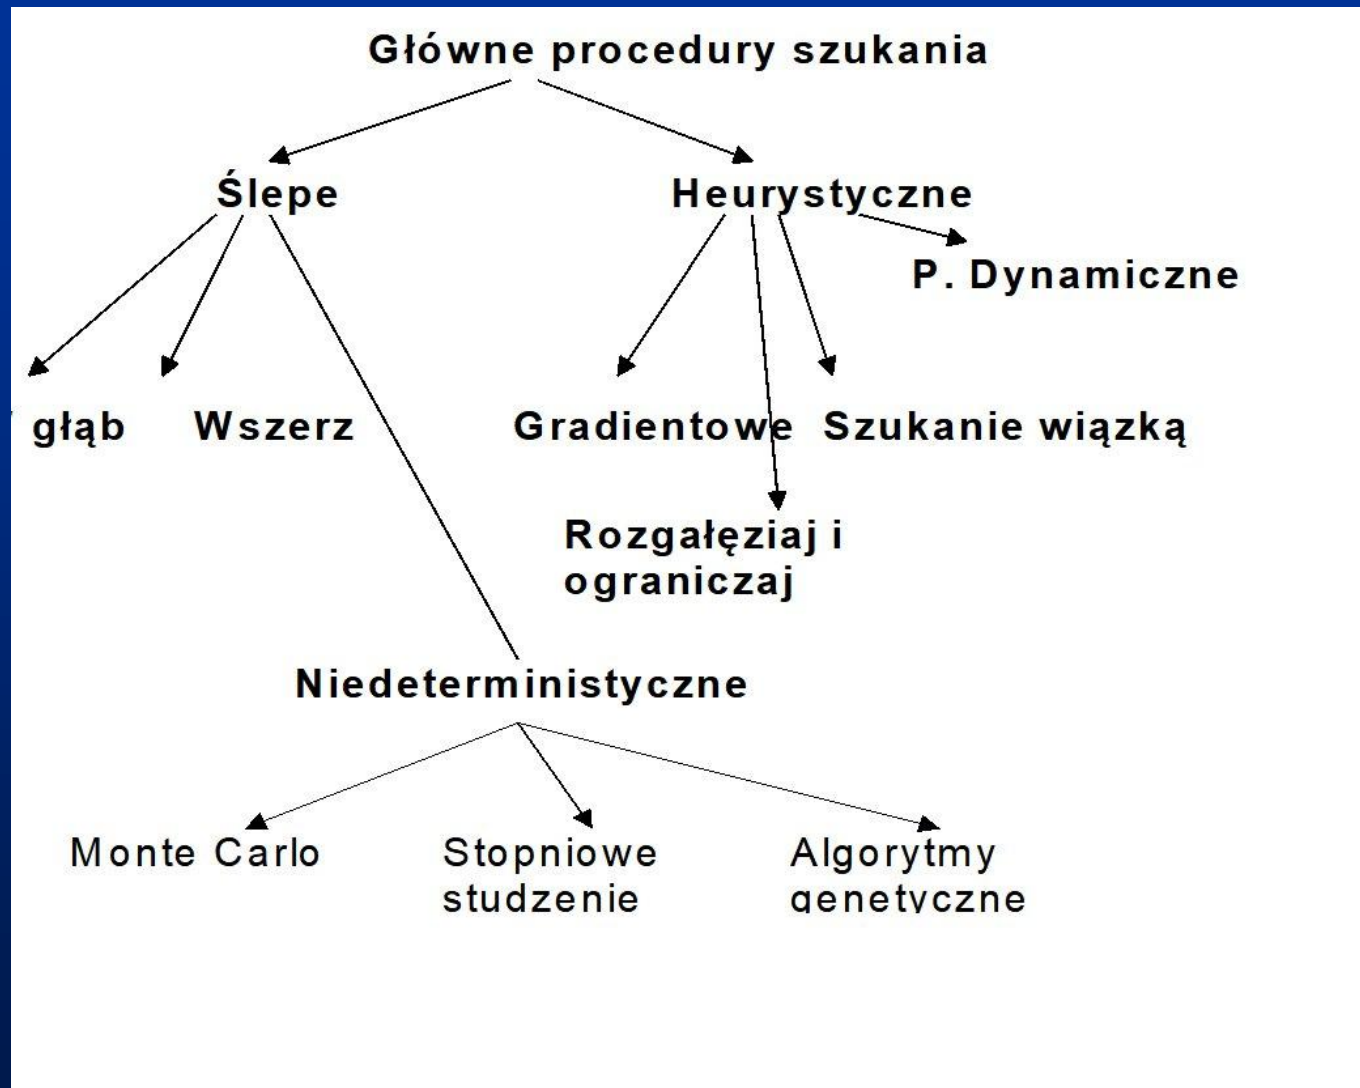 Główne procedury szukania
Ślepe
Heurystyczne
P. Dynamiczne
głąb
Wszerz
Gradientowe
Szukanie wiązką
Rozgałęziaj i
ograniczaj
Niedeterministyczne
Monte Carlo
Stopniowe
studzenie
Algorytmy
genetyczne